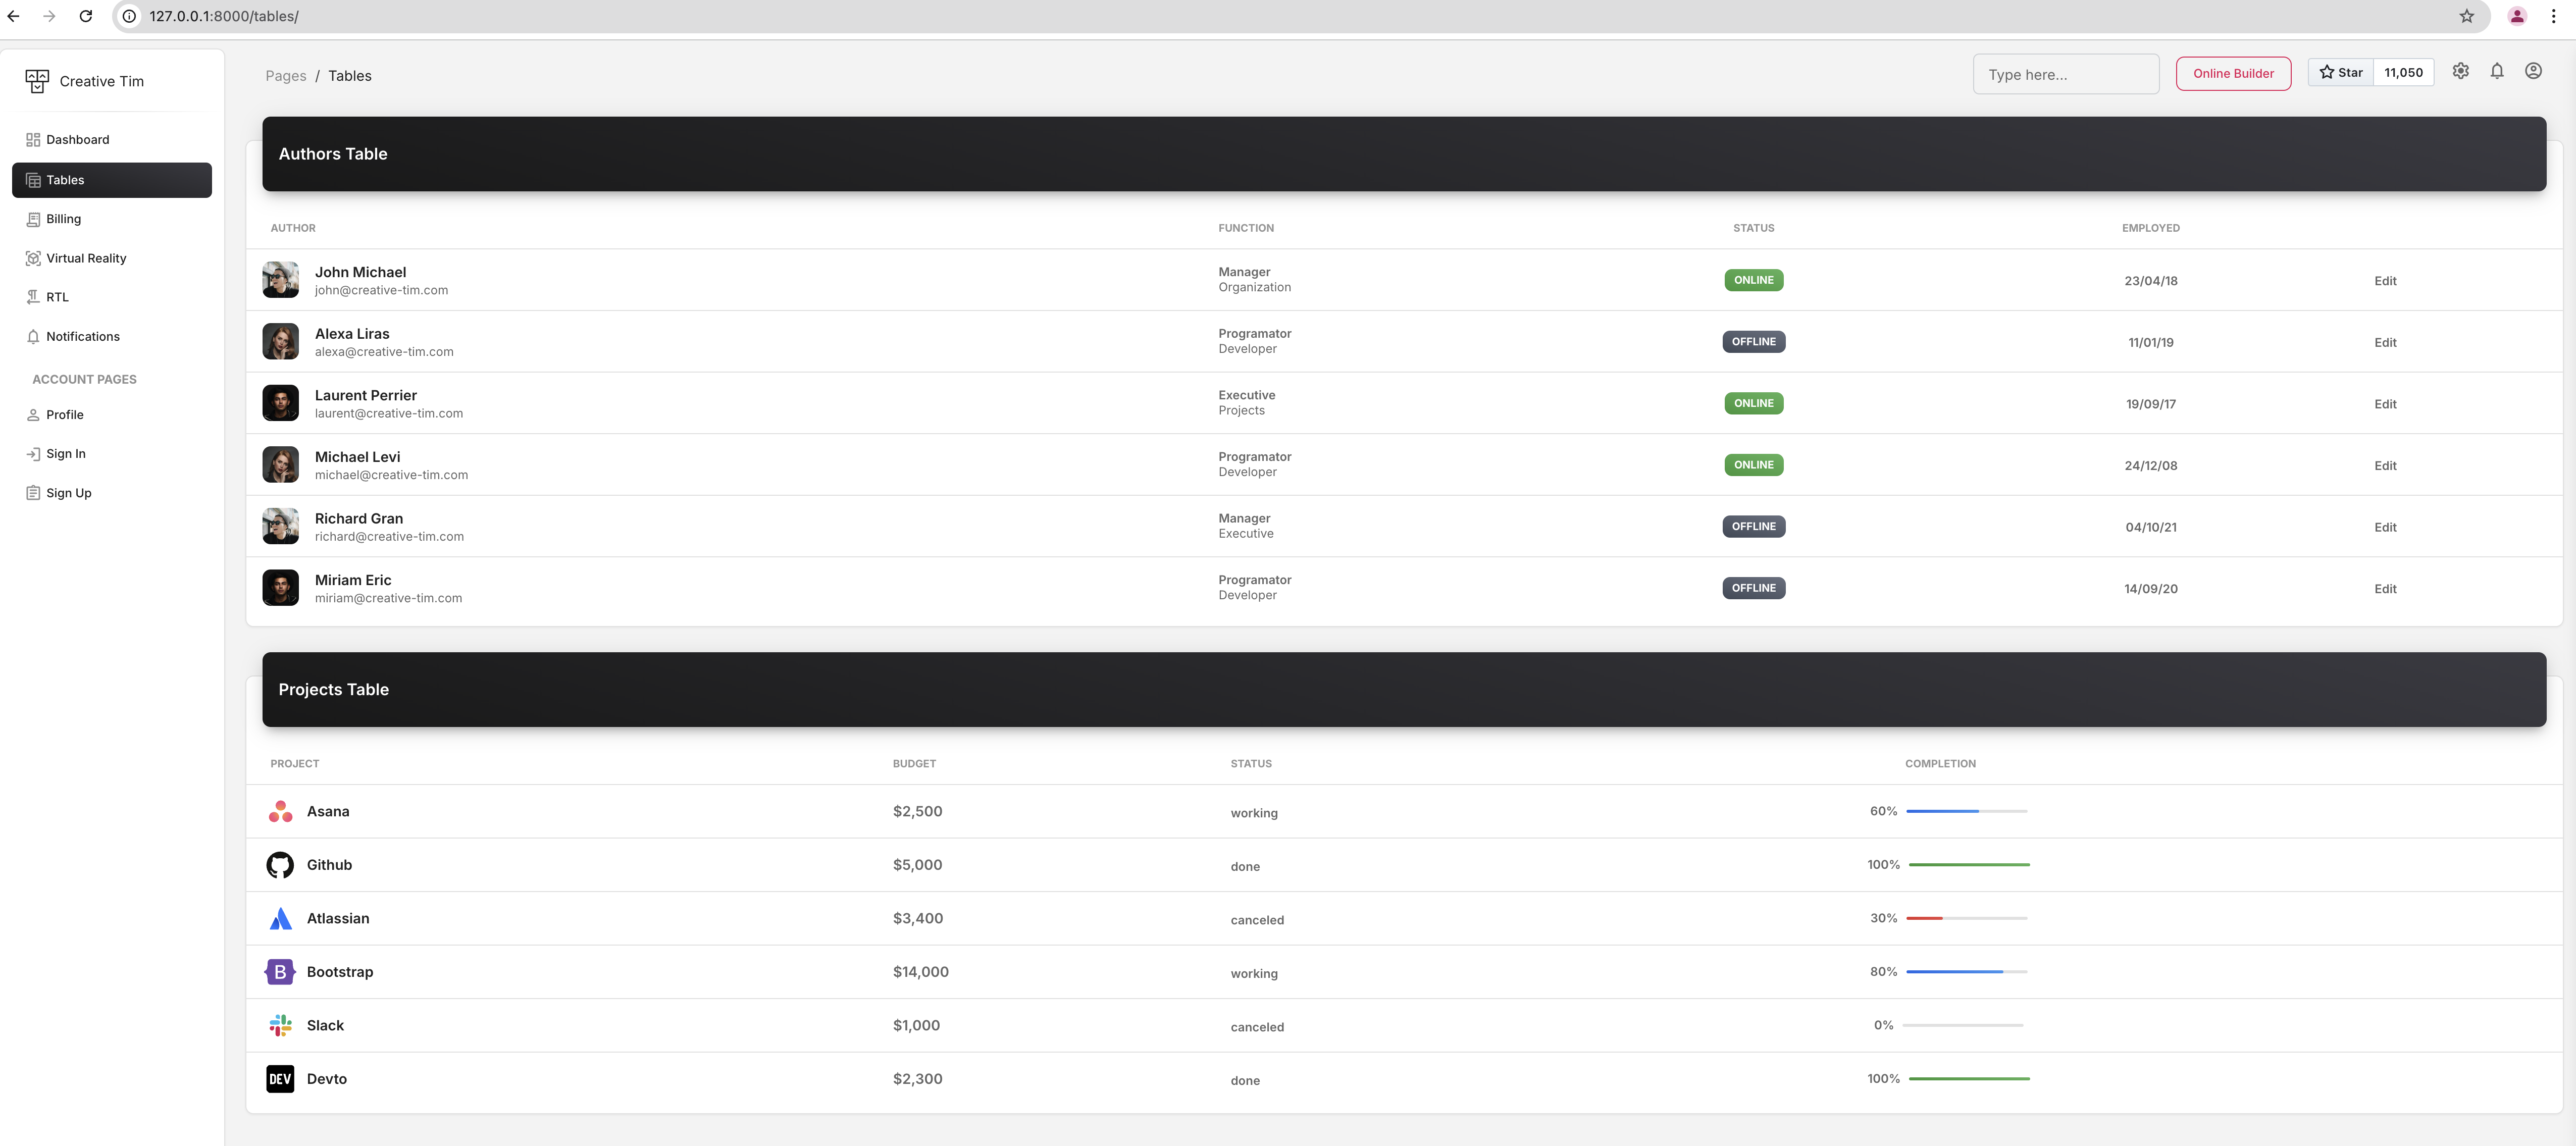 127.0.0.1:8000/tables/
Creative Tim
Dashboard
Tables
Billing
Virtual Reality
RTL
Notifications
ACCOUNT PAGES
Profile
Sign In
Sign Up
Pages / Tables
Type here...
Online Builder
Star 11,050
Authors Table
AUTHOR FUNCTION STATUS EMPLOYED
John Michael
john@creative-tim.com
Manager
Organization
ONLINE
23/04/18
Edit
Alexa Liras
alexa@creative-tim.com
Programator
Developer
OFFLINE
11/01/19
Edit
Laurent Perrier
laurent@creative-tim.com
Executive
Projects
ONLINE
19/09/17
Edit
Michael Levi
michael@creative-tim.com
Programator
Developer
ONLINE
24/12/08
Edit
Richard Gran
richard@creative-tim.com
Manager
Executive
OFFLINE
04/10/21
Edit
Miriam Eric
miriam@creative-tim.com
Programator
Developer
OFFLINE
14/09/20
Edit
Projects Table
PROJECT BUDGET STATUS COMPLETION
Asana $2,500 working 60%
Github $5,000 done 100%
Atlassian $3,400 canceled 30%
B Bootstrap $14,000 working 80%
Slack $1,000 canceled 0%
DEV Devto $2,300 done 100%